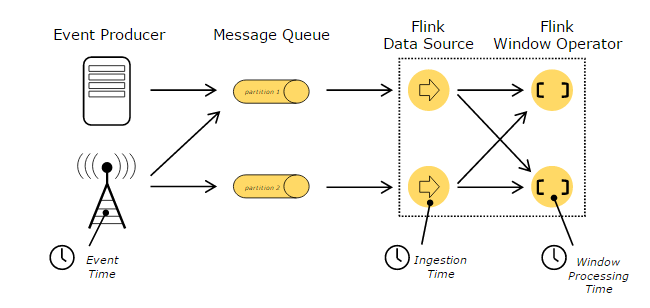 Event Producer
Message Queue
Flink
Data Source
Flink
Window Operator
partition 1
partition 2
Event
Time
Ingestion
Time
Window
Processing
Time